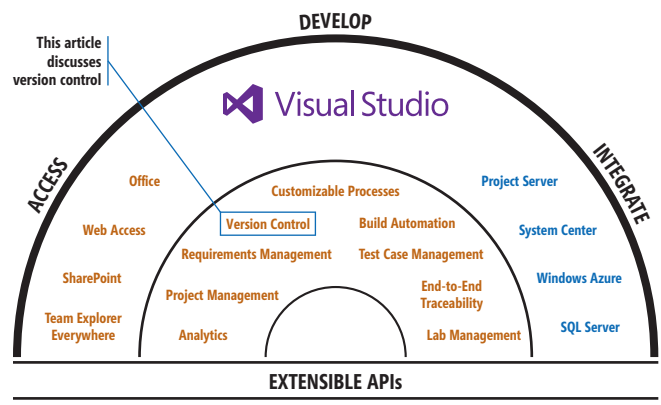 DEVELOP
This article
discusses
version control
Visual Studio
ACCESS
INTEGRATE
Office
Web Access
SharePoint
Team Explorer
Everywhere
Customizable Processes
Version Control
Build Automation
Requirements Management
Test Case Management
Project Management
End-to-End
Traceability
Analytics
Lab Management
Project Server
System Center
Windows Azure
SQL Server
EXTENSIBLE APIs